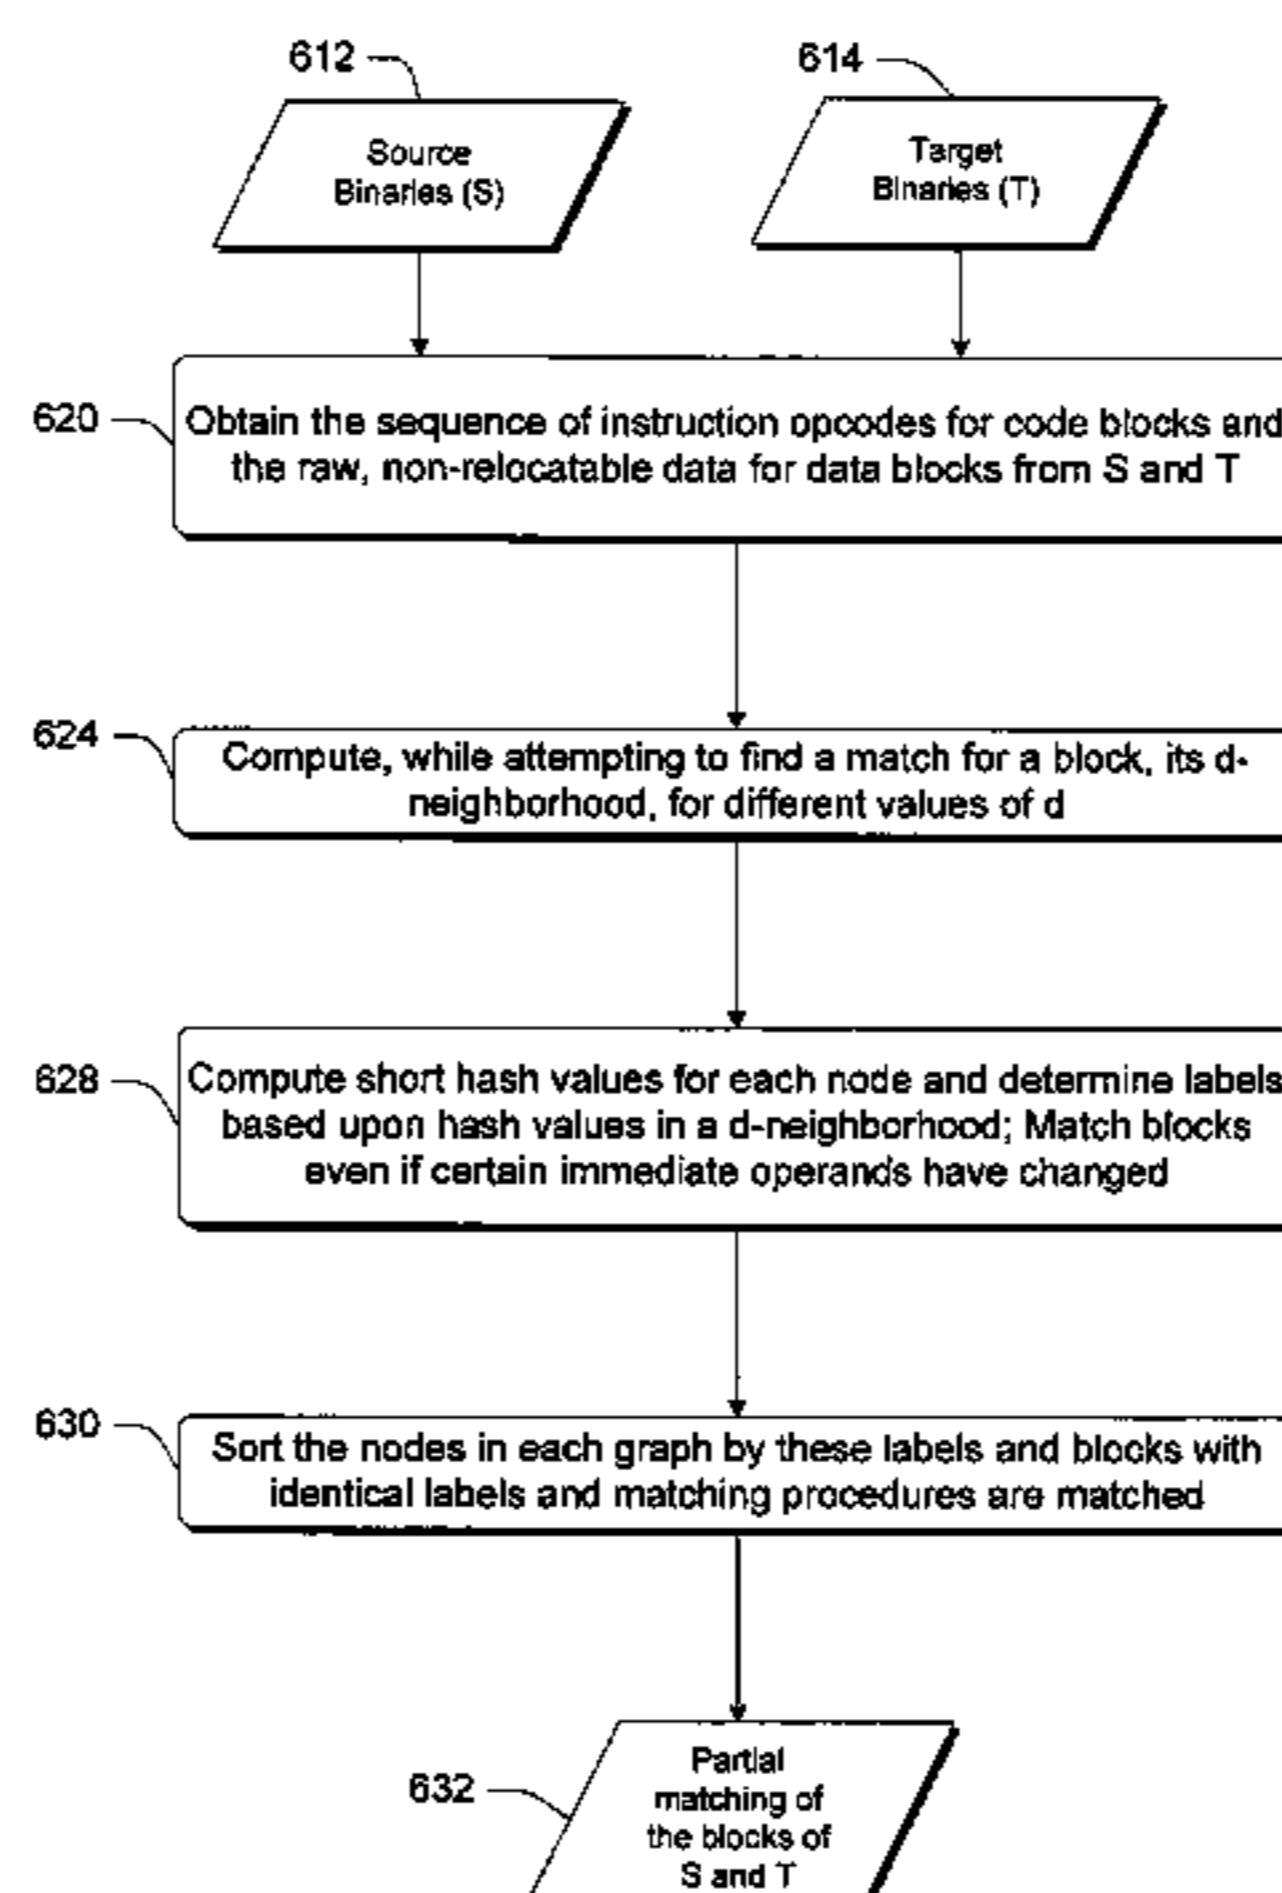 612
614
Source
Binaries (S)
Target
Binaries (T)
620
Obtain the sequence of instruction opcodes for code blocks and
the raw, non-relocatable data for data blocks from S and T
624
Compute, while attempting to find a match for a block, its d-
neighborhood, for different values of d
628
Compute short hash values for each node and determine labels
based upon hash values in a d-neighborhood; Match blocks
even if certain immediate operands have changed
630
Sort the nodes in each graph by these labels and blocks with
identical labels and matching procedures are matched
632
Partial
matching of
the blocks of
S and T